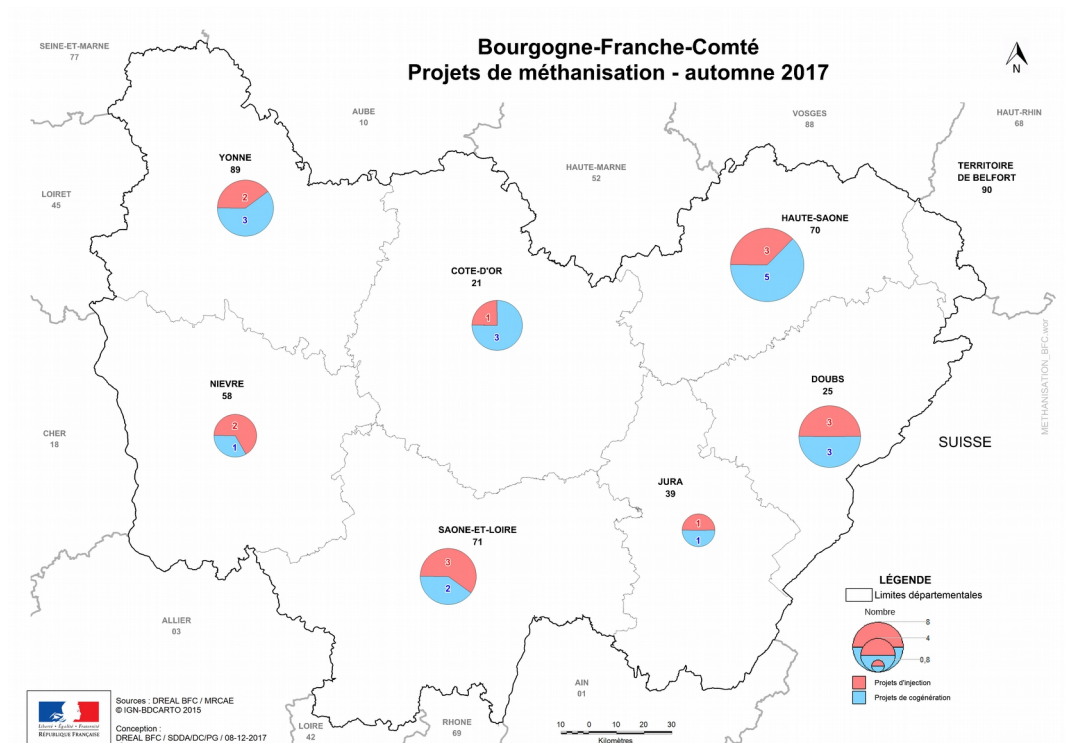 Bourgogne-Franche-Comté
Projets de méthanisation - automne 2017
N
SEINE-ET-MARNE
77
AUBE
10
VOSGES
88
HAUT-RHIN
68
YONNE
89
2
3
LOIRET
45
HAUTE-MARNE
52
TERRITOIRE
DE BELFORT
90
HAUTE-SAONE
70
3
5
COTE-D'OR
21
1
3
METHANISATION_BFC.wor
NIEVRE
58
2
1
DOUBS
25
3
3
CHER
18
SUISSE
JURA
39
1
1
SAONE-ET-LOIRE
71
3
2
ALLIER
03
AIN
01
LOIRE
42
RHONE
69
LÉGENDE
Limites départementales
Nombre
8
4
0,8
Projets d'injection
Projets de cogénération
Liberté • Égalité • Fraternité
RÉPUBLIQUE FRANÇAISE
Sources : DREAL BFC / MRCAE
© IGN-BDCARTO 2015
Conception :
DREAL BFC / SDDA/DC/PG / 08-12-2017
10 0 10 20 30
Kilomètres